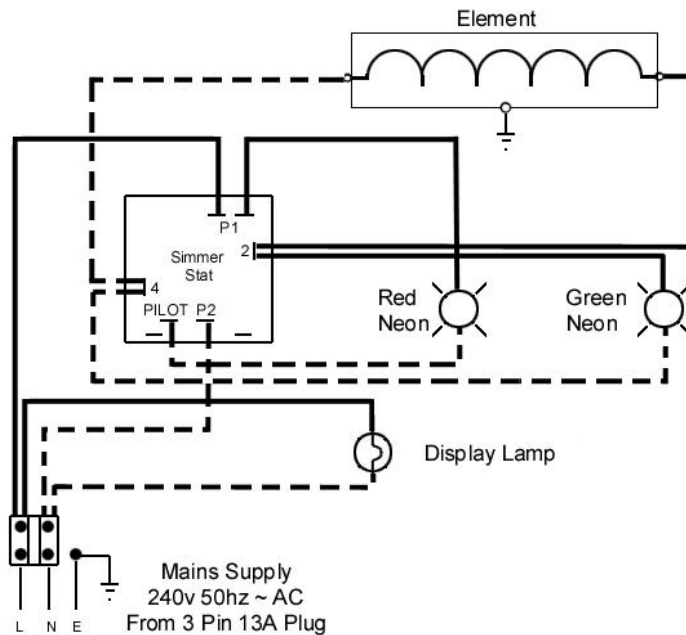 Element
P1
2
Simmer
Stat
4
PILOT P2
Red
Neon
Green
Neon
Display Lamp
Mains Supply
240v 50hz ~ AC
From 3 Pin 13A Plug
L N E